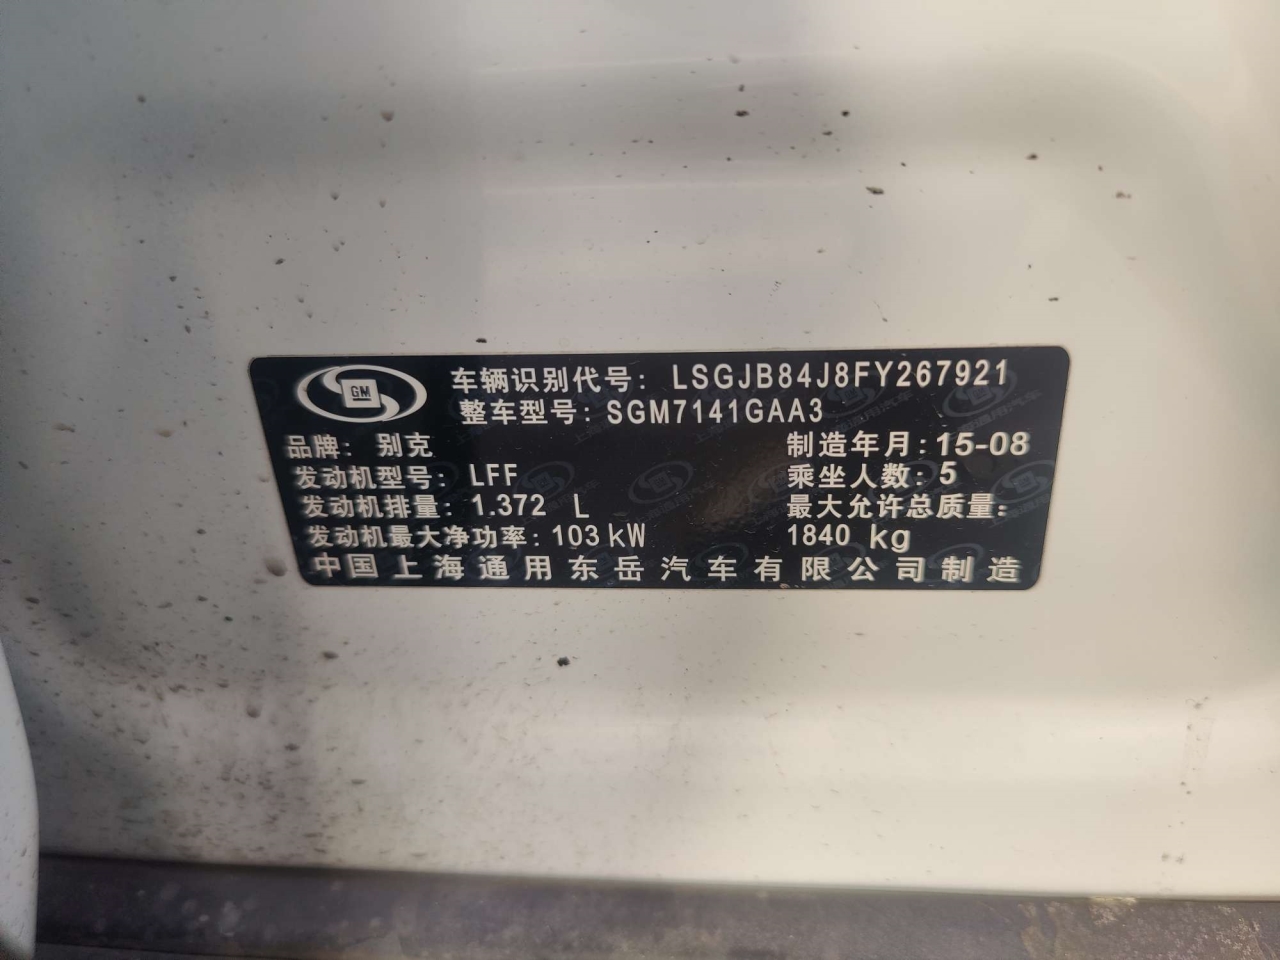 GM
车辆识别代号: LSGJB84J8FY267921
整车型号: SGM7141GAA3
品牌: 别克
制造年月:15-08
发动机型号: LFF
乘坐人数:5
发动机排量: 1.372 L
最大允许总质量:
发动机最大净功率:103kW
1840 kg
中国上海通用东岳汽车有限公司制造